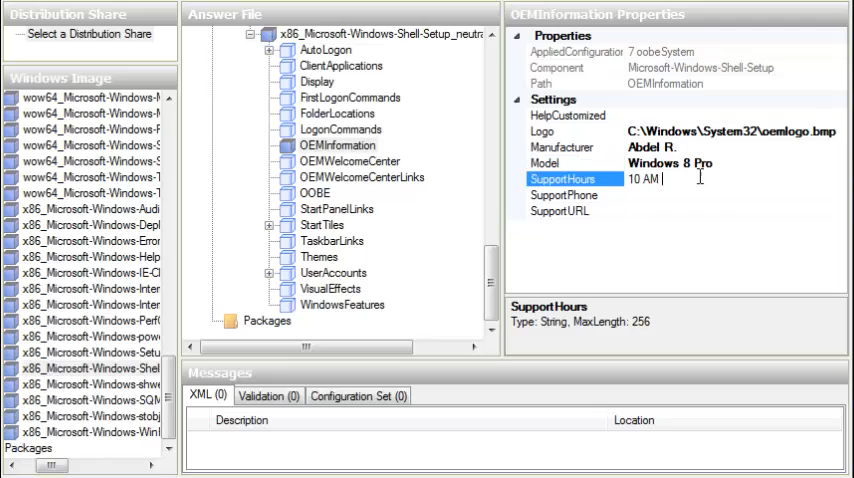 Distribution Share
Select a Distribution Share
Windows Image
wow64_Microsoft-Windows-M
wow64_Microsoft-Windows-M
wow64_Microsoft-Windows-F
wow64_Microsoft-Windows-S
wow64_Microsoft-Windows-S
wow64_Microsoft-Windows-T
wow64_Microsoft-Windows-T
x86_Microsoft-Windows-Audi
x86_Microsoft-Windows-Depl
x86_Microsoft-Windows-Error
x86_Microsoft-Windows-Help
x86_Microsoft-Windows-IE-Cl
x86_Microsoft-Windows-Inter
x86_Microsoft-Windows-Inter
x86_Microsoft-Windows-PerfC
x86_Microsoft-Windows-pow
x86_Microsoft-Windows-Setu
x86_Microsoft-Windows-Shel
x86_Microsoft-Windows-shwe
x86_Microsoft-Windows-SQM
x86_Microsoft-Windows-stobj
x86_Microsoft-Windows-Winl
Packages
Answer File
x86_Microsoft-Windows-Shell-Setup_neutra
AutoLogon
ClientApplications
Display
FirstLogonCommands
FolderLocations
LogonCommands
OEMInformation
OEMWelcomeCenter
OEMWelcomeCenterLinks
OOBE
StartPanelLinks
StartTiles
TaskbarLinks
Themes
UserAccounts
VisualEffects
WindowsFeatures
Packages
OEMInformation Properties
Properties
AppliedConfiguration 7 oobeSystem
Component Microsoft-Windows-Shell-Setup
Path OEMInformation
Settings
HelpCustomized
Logo C:\Windows\System32\oemlogo.bmp
Manufacturer Abdel R.
Model Windows 8 Pro
SupportHours 10 AM
SupportPhone
SupportURL
SupportHours
Type: String, MaxLength: 256
Messages
XML (0) Validation (0) Configuration Set (0)
Description Location